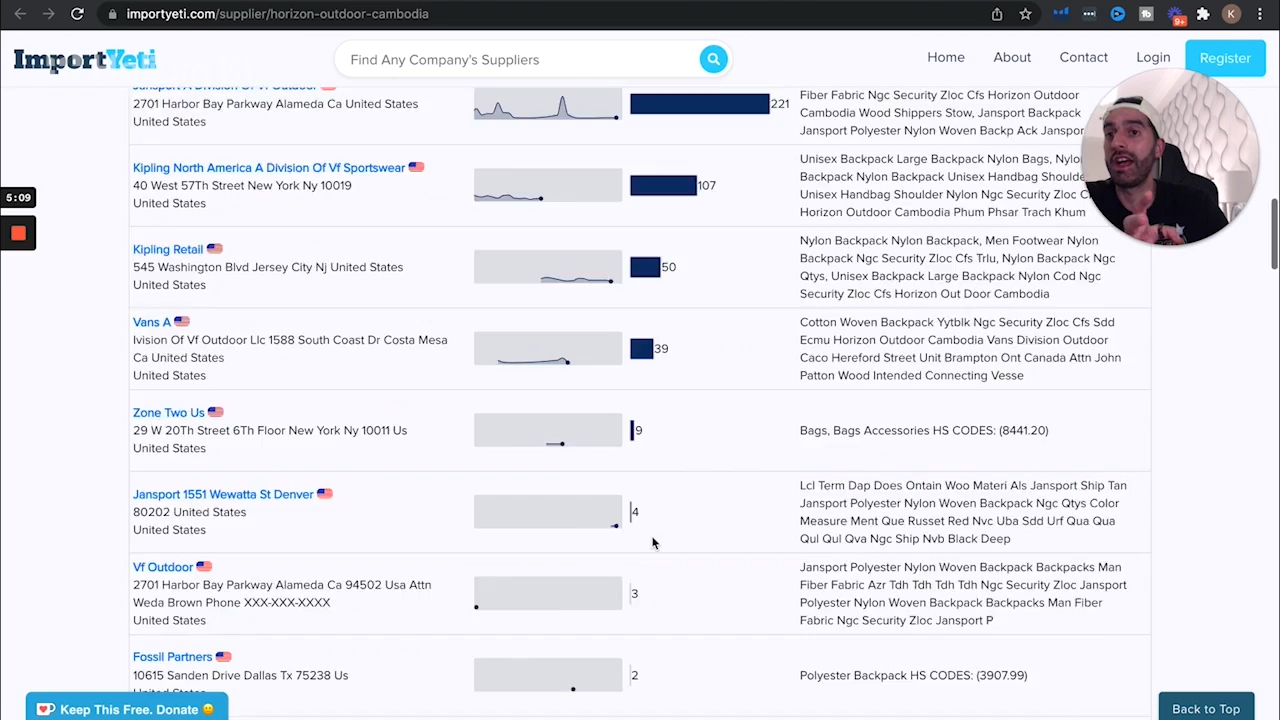 importyeti.com/supplier/horizon-outdoor-cambodia
9+
K
ImportYeti
Find Any Company's Suppliers
Home
About
Contact
Login
Register
Jansport A Division Of Vf Outdoor
2701 Harbor Bay Parkway Alameda Ca United States
United States
221
Fiber Fabric Ngc Security Zloc Cfs Horizon Outdoor
Cambodia Wood Shippers Stow, Jansport Backpack
Jansport Polyester Nylon Woven Backp Ack Janspor
Kipling North America A Division Of Vf Sportswear
40 West 57Th Street New York Ny 10019
United States
107
Unisex Backpack Large Backpack Nylon Bags, Nylon
Backpack Nylon Backpack Unisex Handbag Shoulde
Unisex Handbag Shoulder Nylon Ngc Security Zloc C
Horizon Outdoor Cambodia Phum Phsar Trach Khum
5:09
Kipling Retail
545 Washington Blvd Jersey City Nj United States
United States
50
Nylon Backpack Nylon Backpack, Men Footwear Nylon
Backpack Ngc Security Zloc Cfs Trlu, Nylon Backpack Ngc
Qtys, Unisex Backpack Large Backpack Nylon Cod Ngc
Security Zloc Cfs Horizon Out Door Cambodia
Vans A
Ivision Of Vf Outdoor Llc 1588 South Coast Dr Costa Mesa
Ca United States
United States
39
Cotton Woven Backpack Yytblk Ngc Security Zloc Cfs Sdd
Ecmu Horizon Outdoor Cambodia Vans Division Outdoor
Caco Hereford Street Unit Brampton Ont Canada Attn John
Patton Wood Intended Connecting Vesse
Zone Two Us
29 W 20Th Street 6Th Floor New York Ny 10011 Us
United States
9
Bags, Bags Accessories HS CODES: (8441.20)
Jansport 1551 Wewatta St Denver
80202 United States
United States
4
Lcl Term Dap Does Ontain Woo Materi Als Jansport Ship Tan
Jansport Polyester Nylon Woven Backpack Ngc Qtys Color
Measure Ment Que Russet Red Nvc Uba Sdd Urf Qua Qua
Qul Qul Qva Ngc Ship Nvb Black Deep
Vf Outdoor
2701 Harbor Bay Parkway Alameda Ca 94502 Usa Attn
Weda Brown Phone XXX-XXX-XXXX
United States
3
Jansport Polyester Nylon Woven Backpack Backpacks Man
Fiber Fabric Azr Tdh Tdh Tdh Tdh Ngc Security Zloc Jansport
Polyester Nylon Woven Backpack Backpacks Man Fiber
Fabric Ngc Security Zloc Jansport P
Fossil Partners
10615 Sanden Drive Dallas Tx 75238 Us
United States
2
Polyester Backpack HS CODES: (3907.99)
Keep This Free. Donate
Back to Top